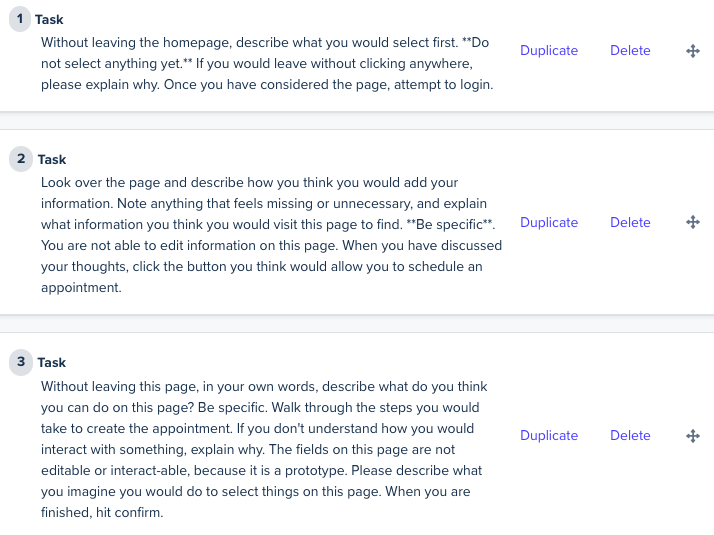 1 Task
Without leaving the homepage, describe what you would select first. **Do
not select anything yet.** If you would leave without clicking anywhere,
please explain why. Once you have considered the page, attempt to login.
Duplicate Delete
2 Task
Look over the page and describe how you think you would add your
information. Note anything that feels missing or unnecessary, and explain
what information you think you would visit this page to find. **Be specific**.
You are not able to edit information on this page. When you have discussed
your thoughts, click the button you think would allow you to schedule an
appointment.
Duplicate Delete
3 Task
Without leaving this page, in your own words, describe what do you think
you can do on this page? Be specific. Walk through the steps you would
take to create the appointment. If you don't understand how you would
interact with something, explain why. The fields on this page are not
editable or interact-able, because it is a prototype. Please describe what
you imagine you would do to select things on this page. When you are
finished, hit confirm.
Duplicate Delete